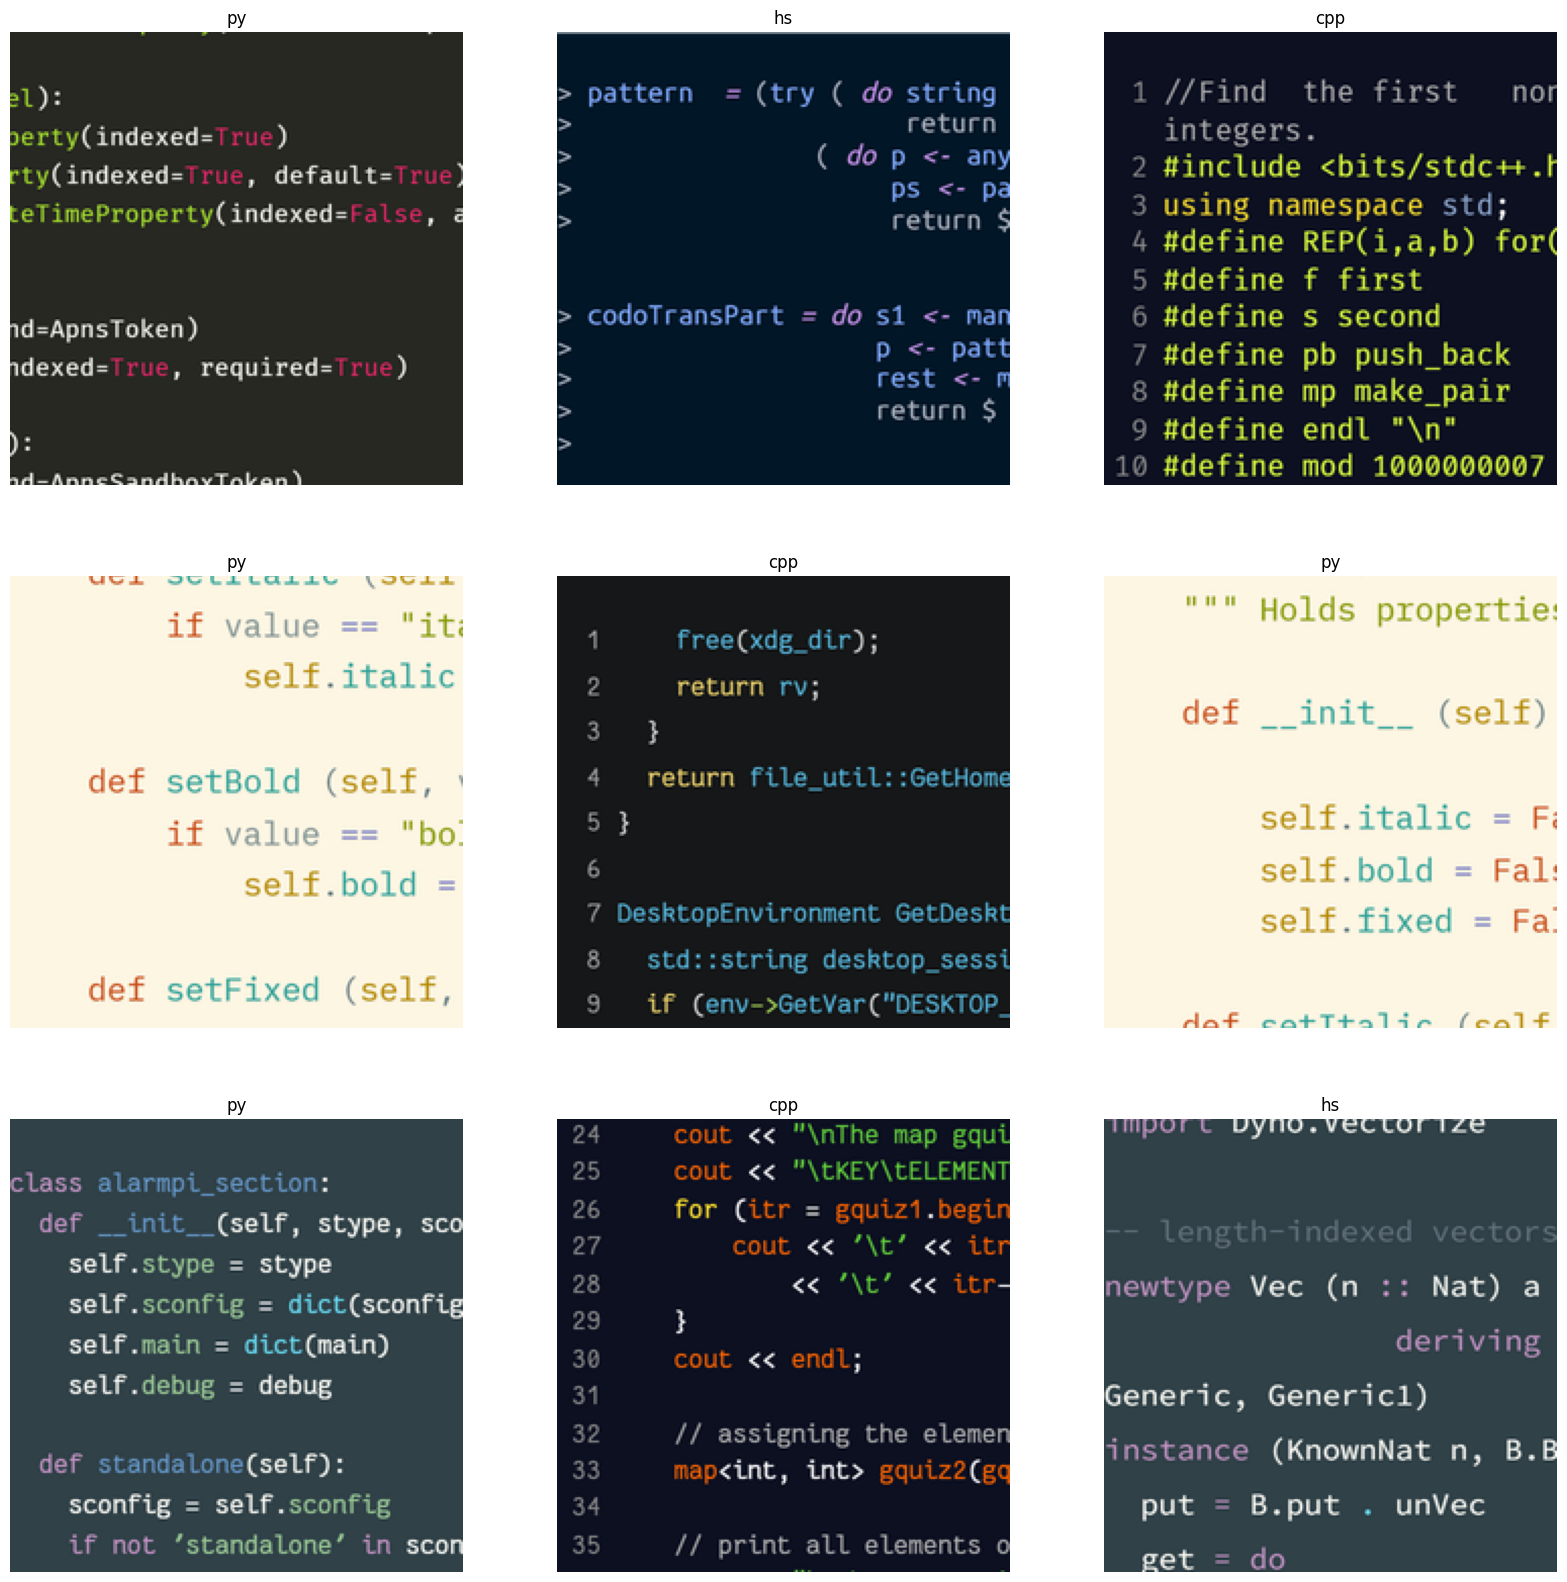 py
el):
perty(indexed=True)
rty(indexed=True, default=True)
teTimeProperty(indexed=False, a
nd=ApnsToken)
ndexed=True, required=True)
):
nd=ApnsSandboxToken)
hs
> pattern  = (try ( do string
>                     return
>               ( do p <- any
>                    ps <- pa
>                    return $
> codoTransPart = do s1 <- man
>                   p <- patt
>                   rest <- m
>                   return $
>
cpp
1 //Find  the first   non
integers.
2 #include <bits/stdc++.h
3 using namespace std;
4 #define REP(i,a,b) for(
5 #define f first
6 #define s second
7 #define pb push_back
8 #define mp make_pair
9 #define endl "\n"
10 #define mod 1000000007
py
def setItalic (self
if value == "ita
self.italic
def setBold (self, v
if value == "bol
self.bold =
def setFixed (self,
cpp
1     free(xdg_dir);
2     return rv;
3   }
4   return file_util::GetHome
5 }
6
7 DesktopEnvironment GetDeskt
8   std::string desktop_sessi
9   if (env->GetVar("DESKTOP_
py
""" Holds properties
def __init__ (self)
self.italic = Fa
self.bold = Fals
self.fixed = Fal
def setItalic (self
py
class alarmpi_section:
  def __init__(self, stype, sco
    self.stype = stype
    self.sconfig = dict(sconfig
    self.main = dict(main)
    self.debug = debug
  def standalone(self):
    sconfig = self.sconfig
    if not 'standalone' in scon
cpp
24     cout << "\nThe map gqui
25     cout << "\tKEY\tELEMENT
26     for (itr = gquiz1.begin
27         cout << '\t' << itr
28             << '\t' << itr-
29     }
30     cout << endl;
31
32     // assigning the elemen
33     map<int, int> gquiz2(gq
34
35     // print all elements o
hs
import Dyno.Vectorize
-- length-indexed vectors
newtype Vec (n :: Nat) a
                deriving
Generic, Generic1)
instance (KnownNat n, B.B
  put = B.put . unVec
  get = do